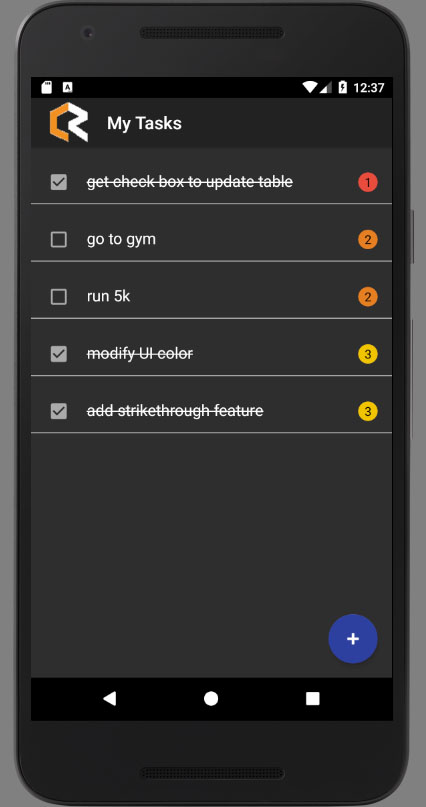 A
12:37
CR
My Tasks
get check box to update table 1
go to gym 2
run 5k 2
modify UI color 3
add strikethrough feature 3
+